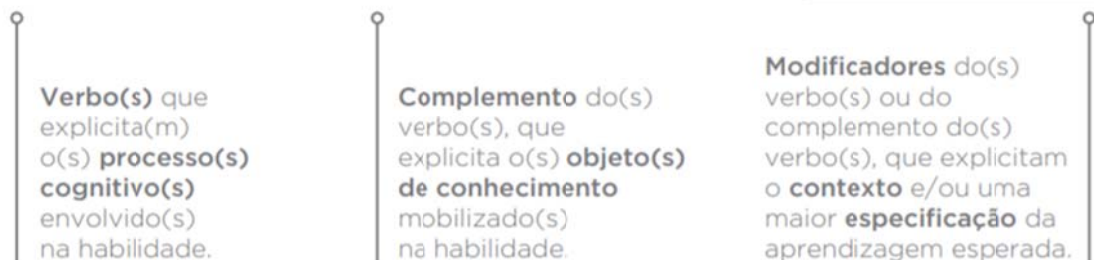 Verbo(s) que
explicita(m)
o(s) processo(s)
cognitivo(s)
envolvido(s)
na habilidade.
Complemento do(s)
verbo(s), que
explicita o(s) objeto(s)
de conhecimento
mobilizado(s)
na habilidade.
Modificadores do(s)
verbo(s) ou do
complemento do(s)
verbo(s), que explicitam
o contexto e/ou uma
maior especificação da
aprendizagem esperada.